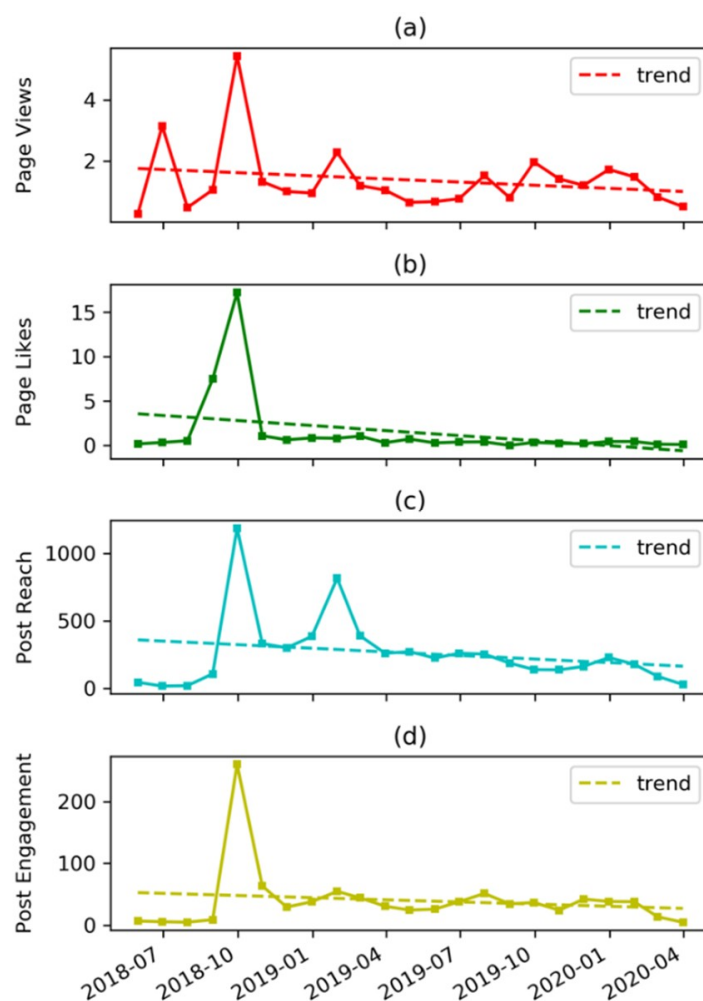 (a)
Page Views
4
2
trend
(b)
Page Likes
15
10
5
0
trend
(c)
Post Reach
1000
500
0
trend
(d)
Post Engagement
200
100
0
trend
2018-07
2018-10
2019-01
2019-04
2019-07
2019-10
2020-01
2020-04